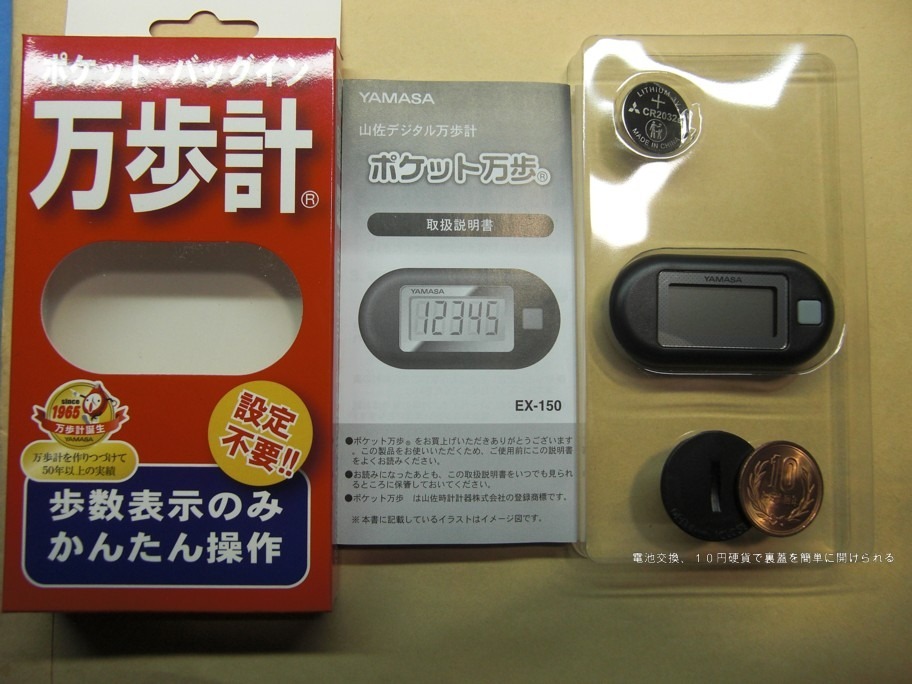 ポケット・バッグイン
万歩計®
since
1965
万歩計誕生
YAMASA
万歩計を作りつづけて
50年以上の実績
設定
不要!!
歩数表示のみ
かんたん操作
YAMASA
山佐デジタル万歩計
ポケット万歩®
取扱説明書
YAMASA
12345
EX-150
●ポケット万歩® をお買上げいただきありがとうございます
。この製品をお使いいただくため、ご使用前にこの説明書
をよくお読みください。
●お読みになったあとも、この取扱説明書をいつでも見られ
るところに保管しておいてください。
●ポケット万歩 は山佐時計計器株式会社の登録商標です。
※本書に記載しているイラストはイメージ図です。
LITHIUM
+
CR2032
MADE IN CHINA
YAMASA
10
電池交換、１０円硬貨で裏蓋を簡単に開けられる